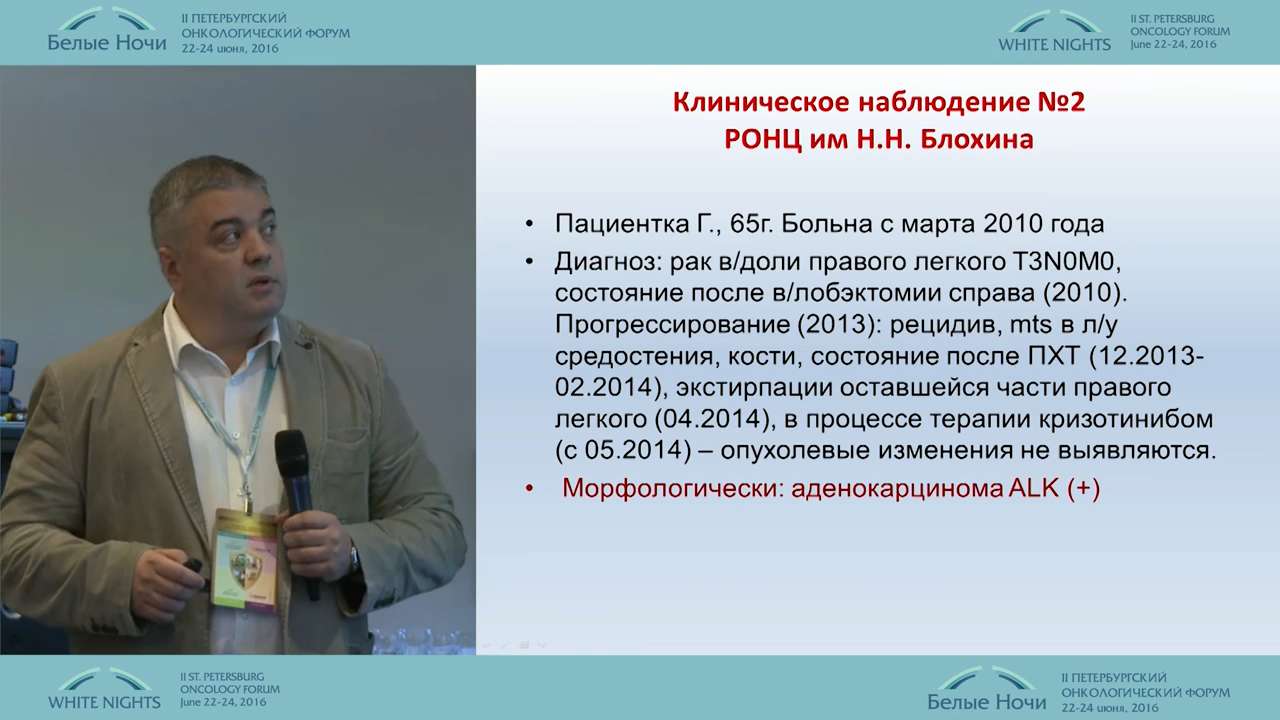 Белые Ночи
II ПЕТЕРБУРГСКИЙ
ОНКОЛОГИЧЕСКИЙ ФОРУМ
22-24 июня, 2016
WHITE NIGHTS
II ST. PETERSBURG
ONCOLOGY FORUM
June 22-24, 2016
Клиническое наблюдение №2
РОНЦ им Н.Н. Блохина
• Пациентка Г., 65г. Больна с марта 2010 года
• Диагноз: рак в/доли правого легкого T3N0M0,
состояние после в/лобэктомии справа (2010).
Прогрессирование (2013): рецидив, mts в л/у
средостения, кости, состояние после ПХТ (12.2013-
02.2014), экстирпации оставшейся части правого
легкого (04.2014), в процессе терапии кризотинибом
(с 05.2014) – опухолевые изменения не выявляются.
• Морфологически: аденокарцинома ALK (+)
WHITE NIGHTS
II ST. PETERSBURG
ONCOLOGY FORUM
June 22-24, 2016
Белые Ночи
II ПЕТЕРБУРГСКИЙ
ОНКОЛОГИЧЕСКИЙ ФОРУМ
22-24 июня, 2016